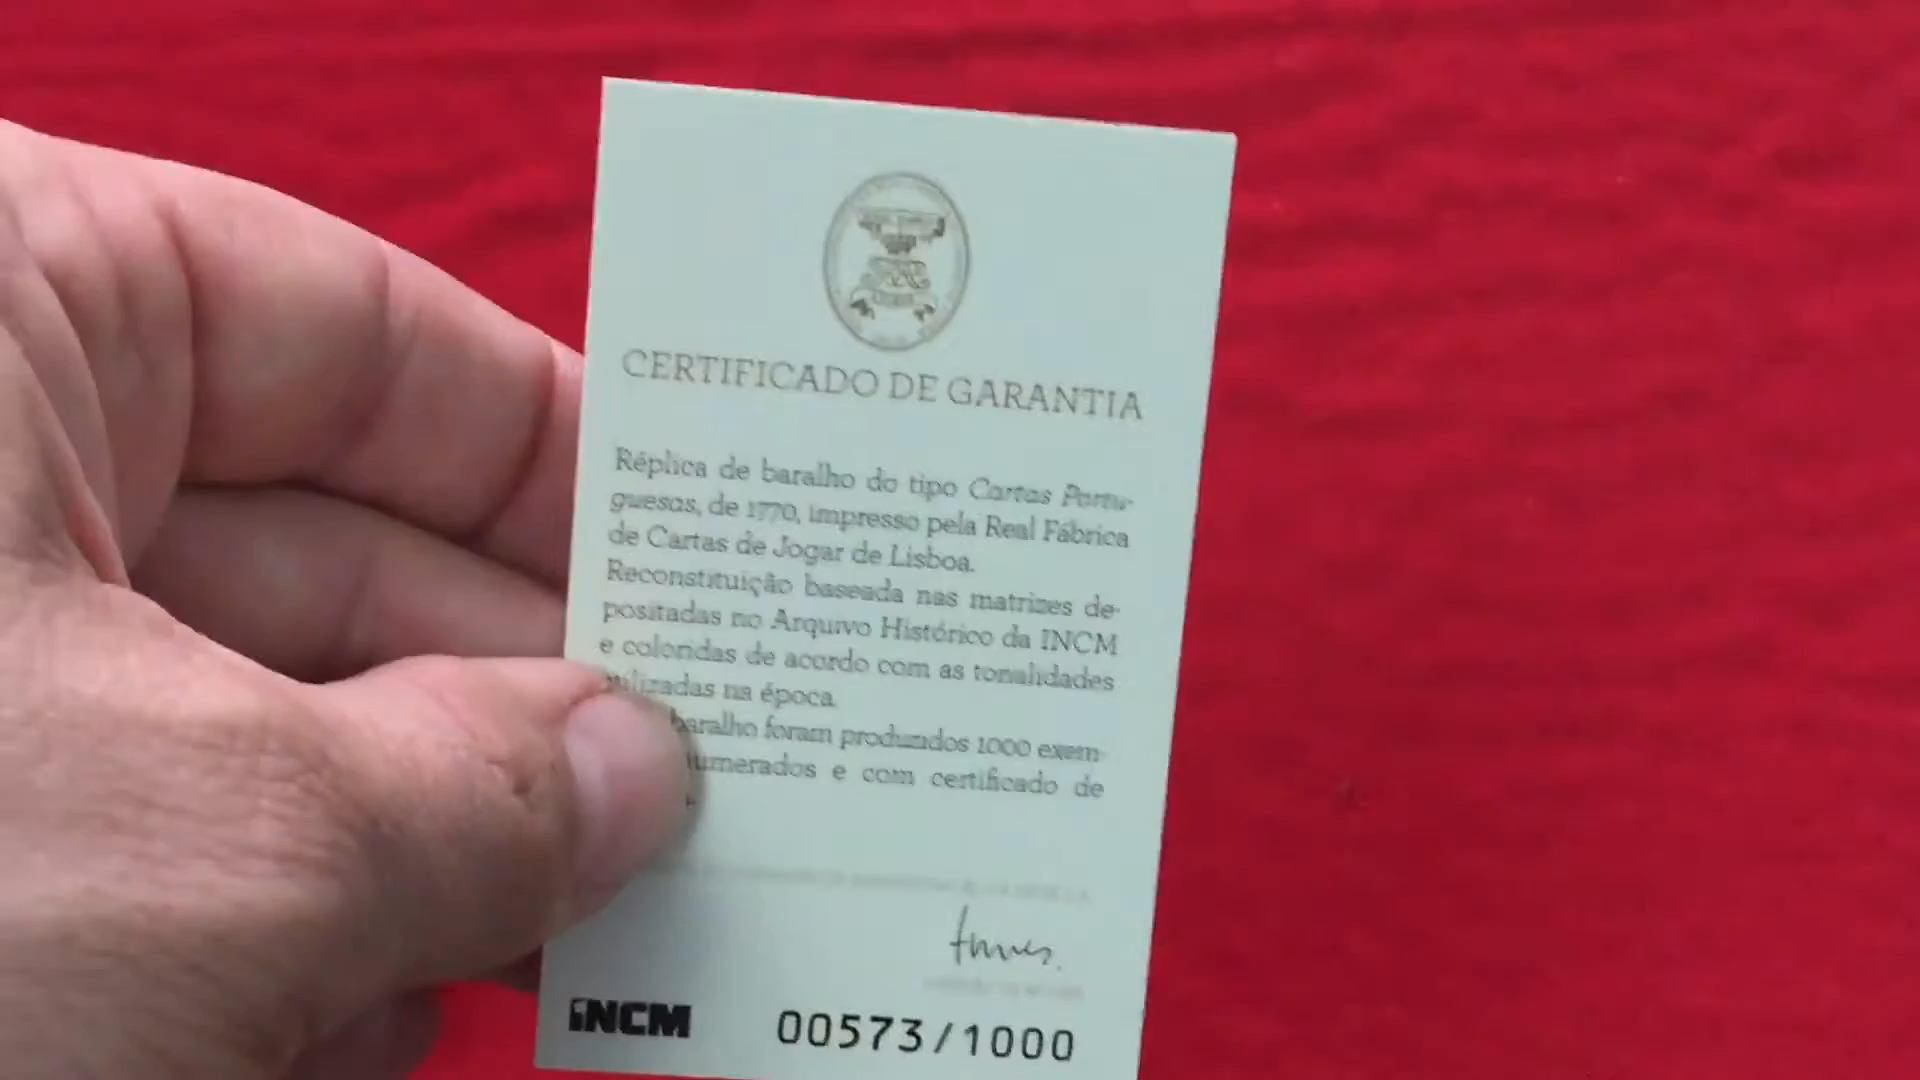 CERTIFICADO DE GARANTIA
Réplica de baralho do tipo Cartas Portu-
guesas, de 1770, impresso pela Real Fábrica
de Cartas de Jogar de Lisboa.
Reconstituição baseada nas matrizes de-
positadas no Arquivo Histórico da INCM
e coloridas de acordo com as tonalidades
utilizadas na época.
baralho foram produzidos 1000 exem-
numerados e com certificado de
INCM
00573/1000